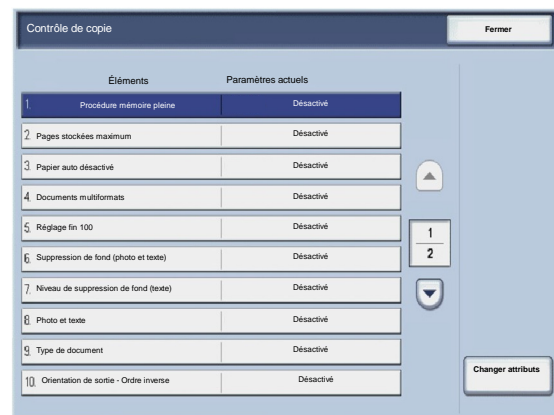 Contrôle de copie
Fermer
Éléments Paramètres actuels
1. Procédure mémoire pleine Désactivé
2. Pages stockées maximum Désactivé
3. Papier auto désactivé Désactivé
4. Documents multiformats Désactivé
5. Réglage fin 100 Désactivé
6. Suppression de fond (photo et texte) Désactivé
7. Niveau de suppression de fond (texte) Désactivé
8. Photo et texte Désactivé
9. Type de document Désactivé
10. Orientation de sortie - Ordre inverse Désactivé
1
2
Changer attributs